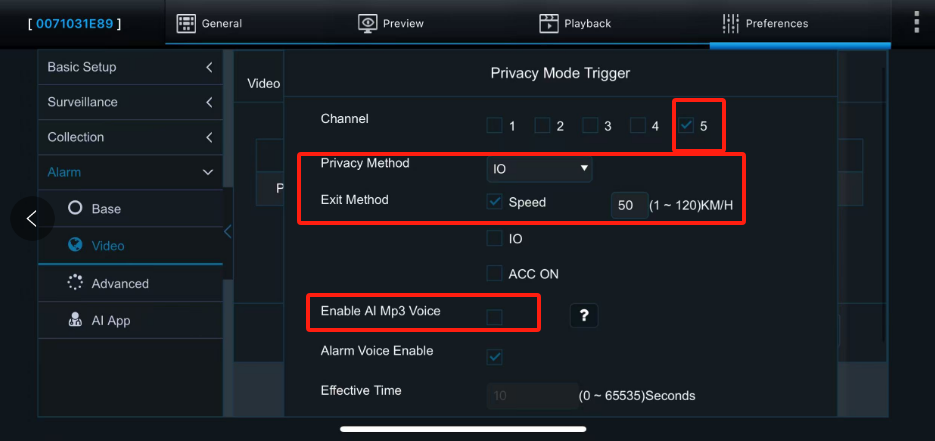 [ 0071031E89 ] General Preview Playback Preferences
Basic Setup
Surveillance
Collection
Alarm
Base
Video
Advanced
AI App
Video
P
Privacy Mode Trigger
Channel 1 2 3 4 5
Privacy Method IO
Exit Method Speed 50 (1 ~ 120)KM/H
IO
ACC ON
Enable AI Mp3 Voice ?
Alarm Voice Enable
Effective Time 10 (0 ~ 65535)Seconds